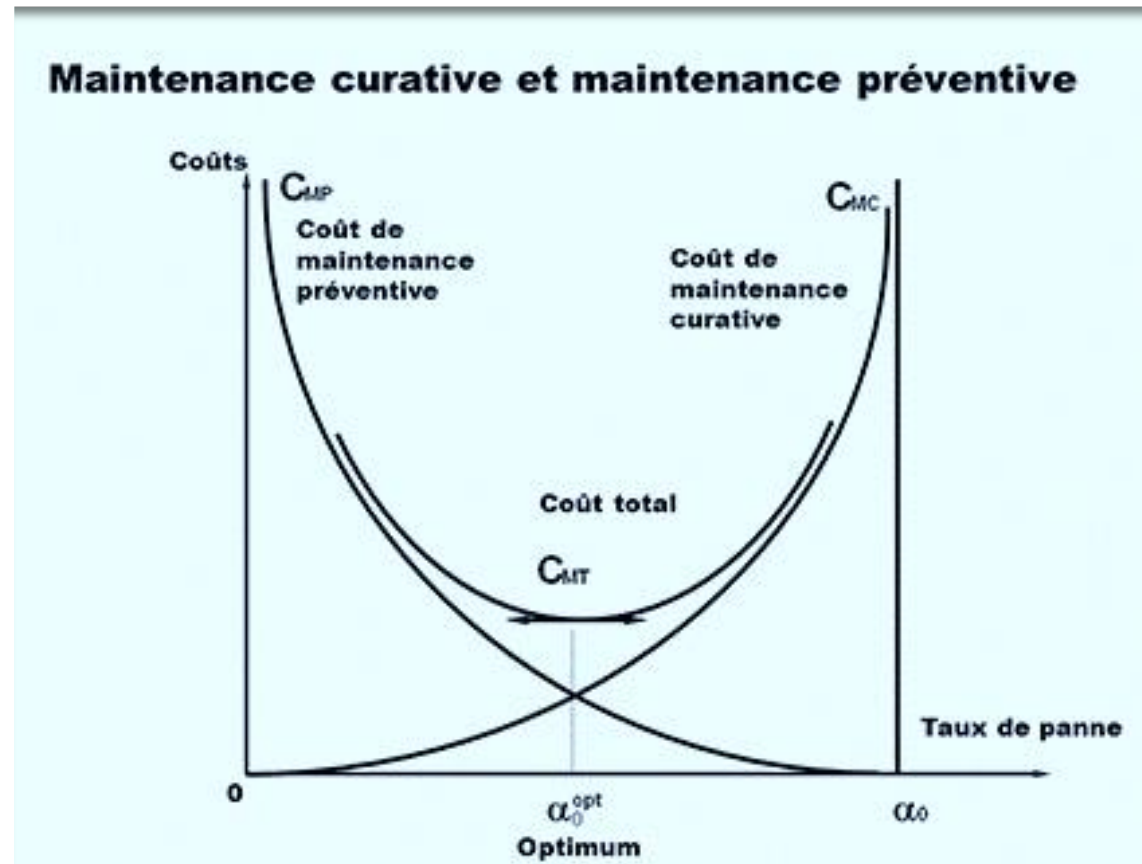 Maintenance curative et maintenance préventive
Coûts
CMP
Coût de
maintenance
préventive
CMC
Coût de
maintenance
curative
Coût total
CMT
Taux de panne
0
α0opt
α0
Optimum